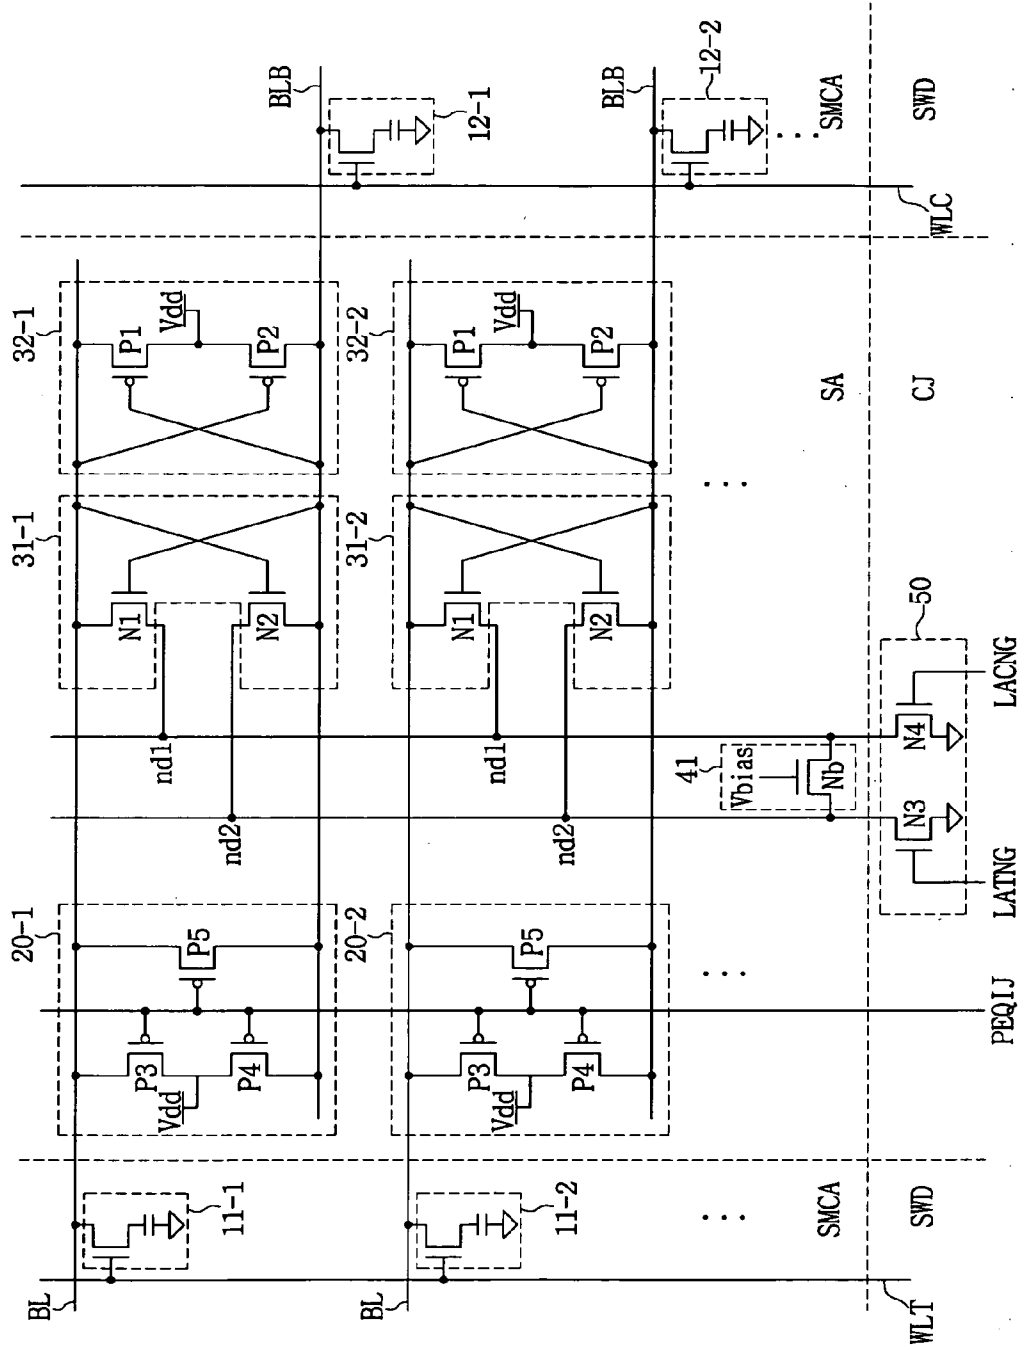 BL
11-1
20-1
P3
P4
P5
Vdd
nd1
nd2
31-1
N1
N2
32-1
P1
P2
Vdd
BLB
12-1
BL
11-2
20-2
P3
P4
P5
Vdd
nd1
nd2
31-2
N1
N2
32-2
P1
P2
Vdd
BLB
12-2
...
SMCA
...
41
Vbias
Nb
...
SA
...
SMCA
SWD
N3
N4
50
CJ
SWD
WLT
PEQIJ
LATNG
LACNG
WLC